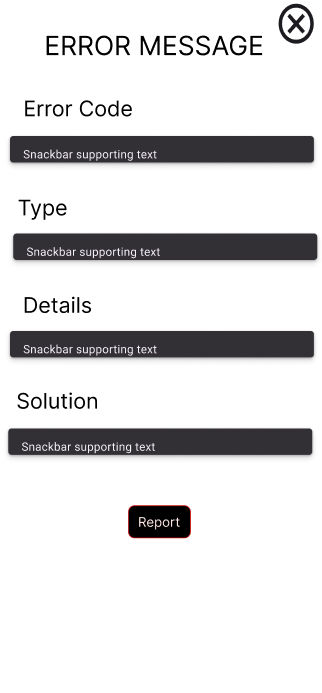 ERROR MESSAGE
Error Code
Snackbar supporting text
Type
Snackbar supporting text
Details
Snackbar supporting text
Solution
Snackbar supporting text
Report